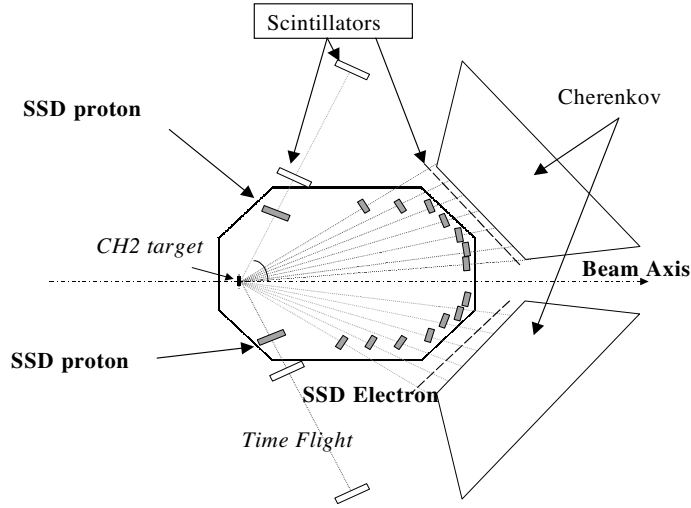 Scintillators
Cherenkov
SSD proton
CH2 target
Beam Axis
SSD proton
SSD Electron
Time Flight